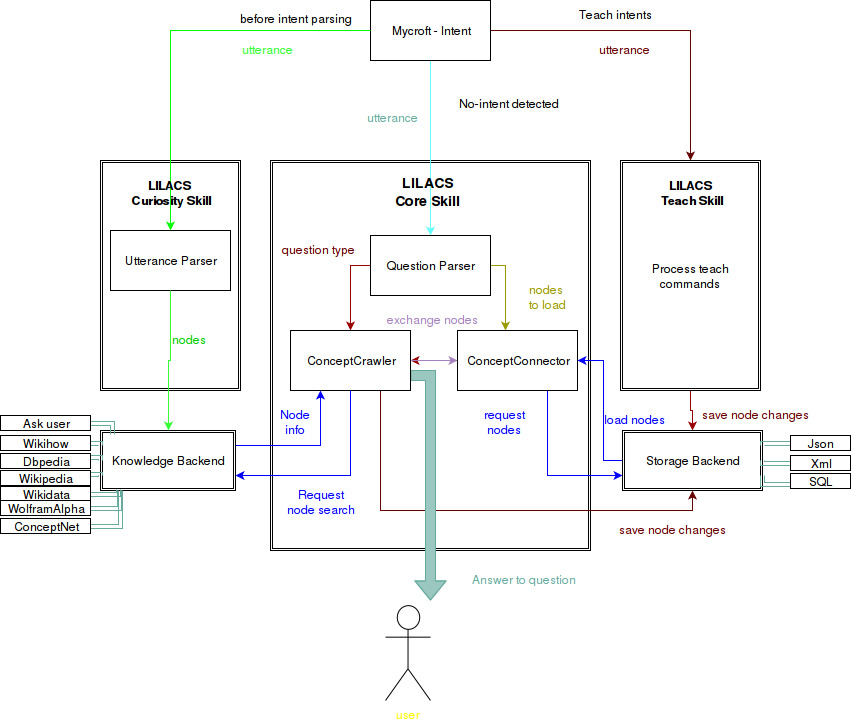 before intent parsing
Mycroft - Intent
Teach intents
utterance
utterance
No-intent detected
utterance
LILACS
Curiosity Skill
LILACS
Core Skill
LILACS
Teach Skill
Utterance Parser
question type
Question Parser
Process teach
commands
nodes
to load
exchange nodes
nodes
ConceptCrawler
ConceptConnector
Node
info
request
nodes
load nodes
save node changes
Ask user
Wikihow
Dbpedia
Wikipedia
Wikidata
WolframAlpha
ConceptNet
Knowledge Backend
Storage Backend
Json
Xml
SQL
Request
node search
save node changes
Answer to question
user